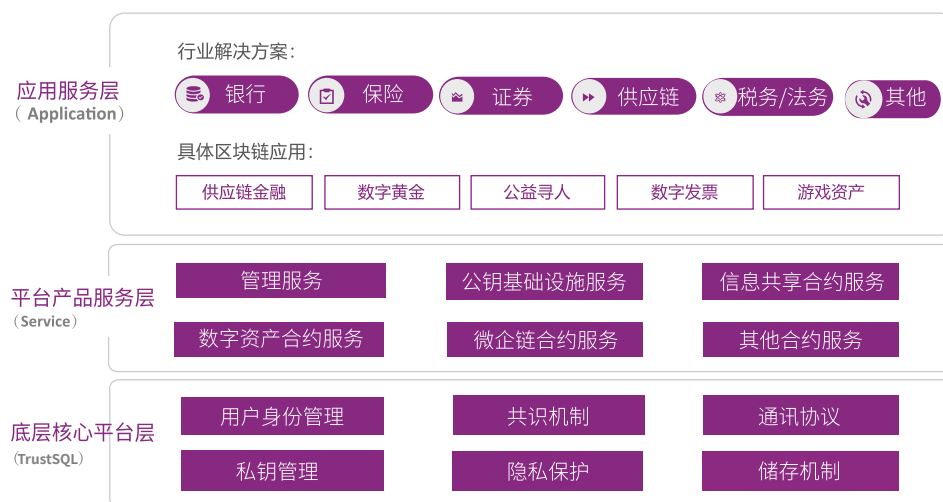 行业解决方案:
应用服务层
(Application)
银行 保险 证券 供应链 税务/法务 其他
具体区块链应用:
供应链金融 数字黄金 公益寻人 数字发票 游戏资产
平台产品服务层
(Service)
管理服务 公钥基础设施服务 信息共享合约服务
数字资产合约服务 微企链合约服务 其他合约服务
底层核心平台层
(TrustSQL)
用户身份管理 共识机制 通讯协议
私钥管理 隐私保护 储存机制